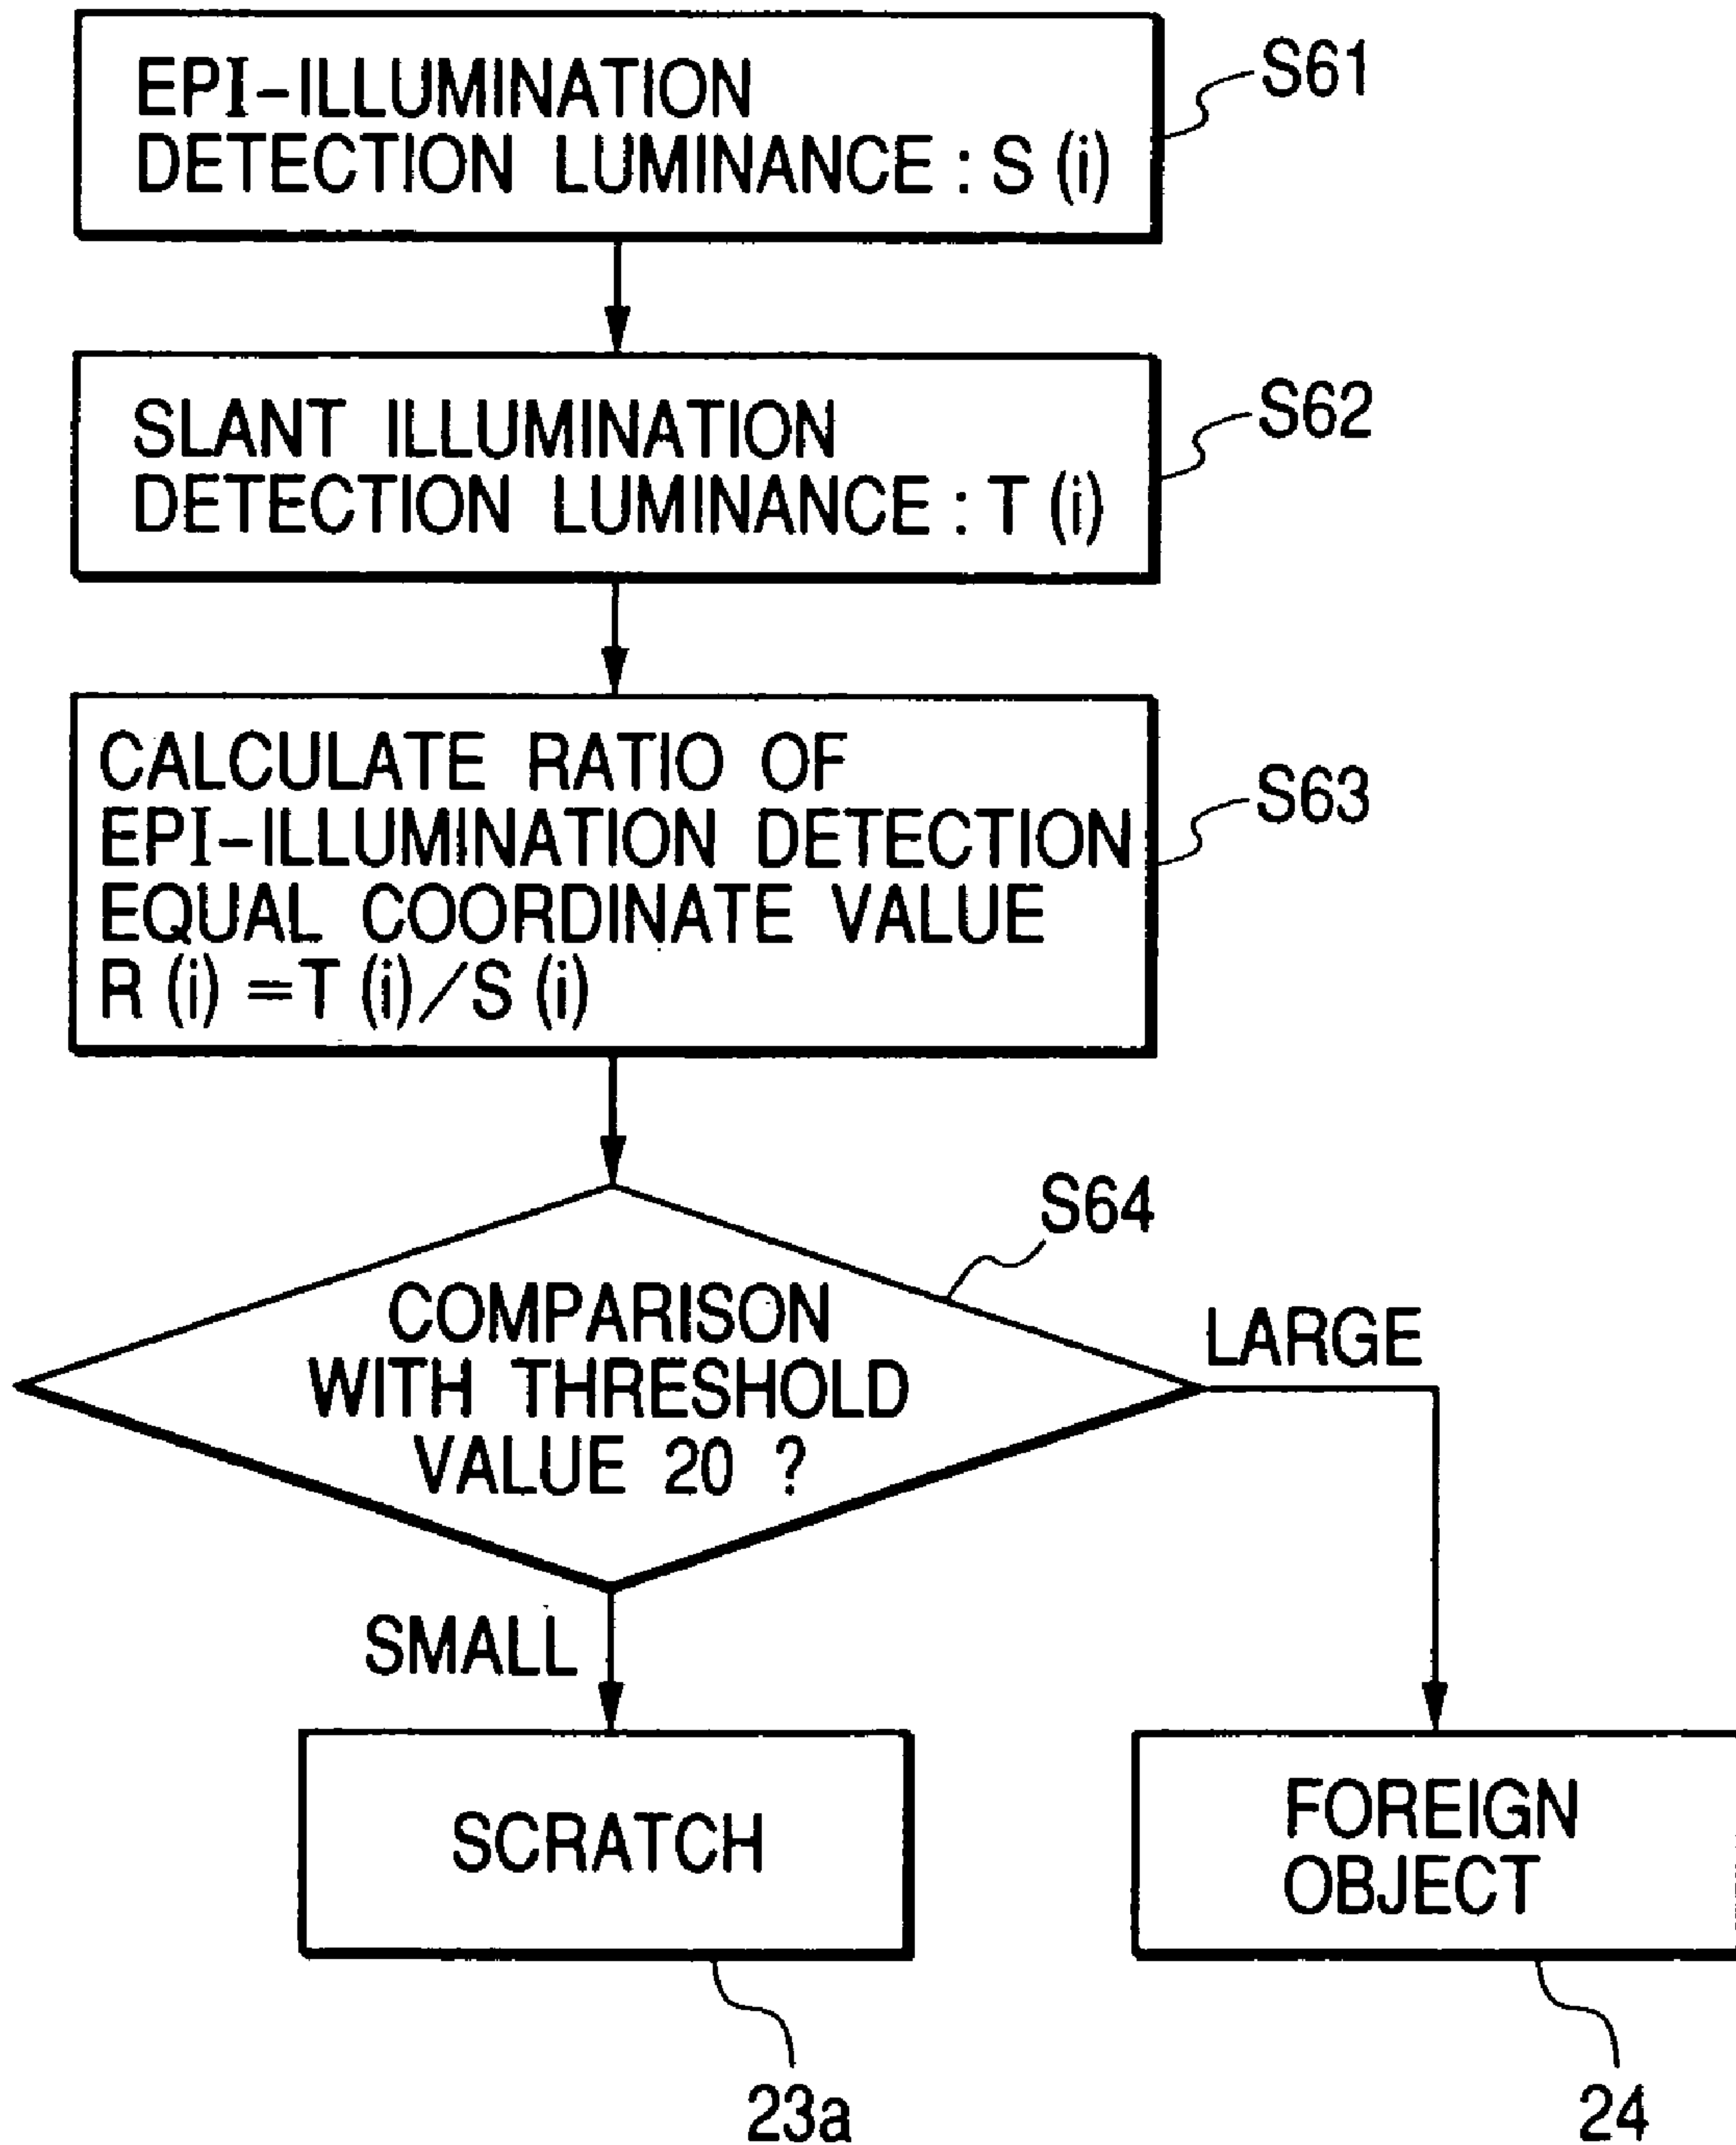 EPI-ILLUMINATION
DETECTION LUMINANCE : S (i)
S61
SLANT ILLUMINATION
DETECTION LUMINANCE : T (i)
S62
CALCULATE RATIO OF
EPI-ILLUMINATION DETECTION
EQUAL COORDINATE VALUE
R (i) =T (i)/S (i)
S63
COMPARISON
WITH THRESHOLD
VALUE 20 ?
S64
LARGE
SMALL
SCRATCH
FOREIGN
OBJECT
23a
24